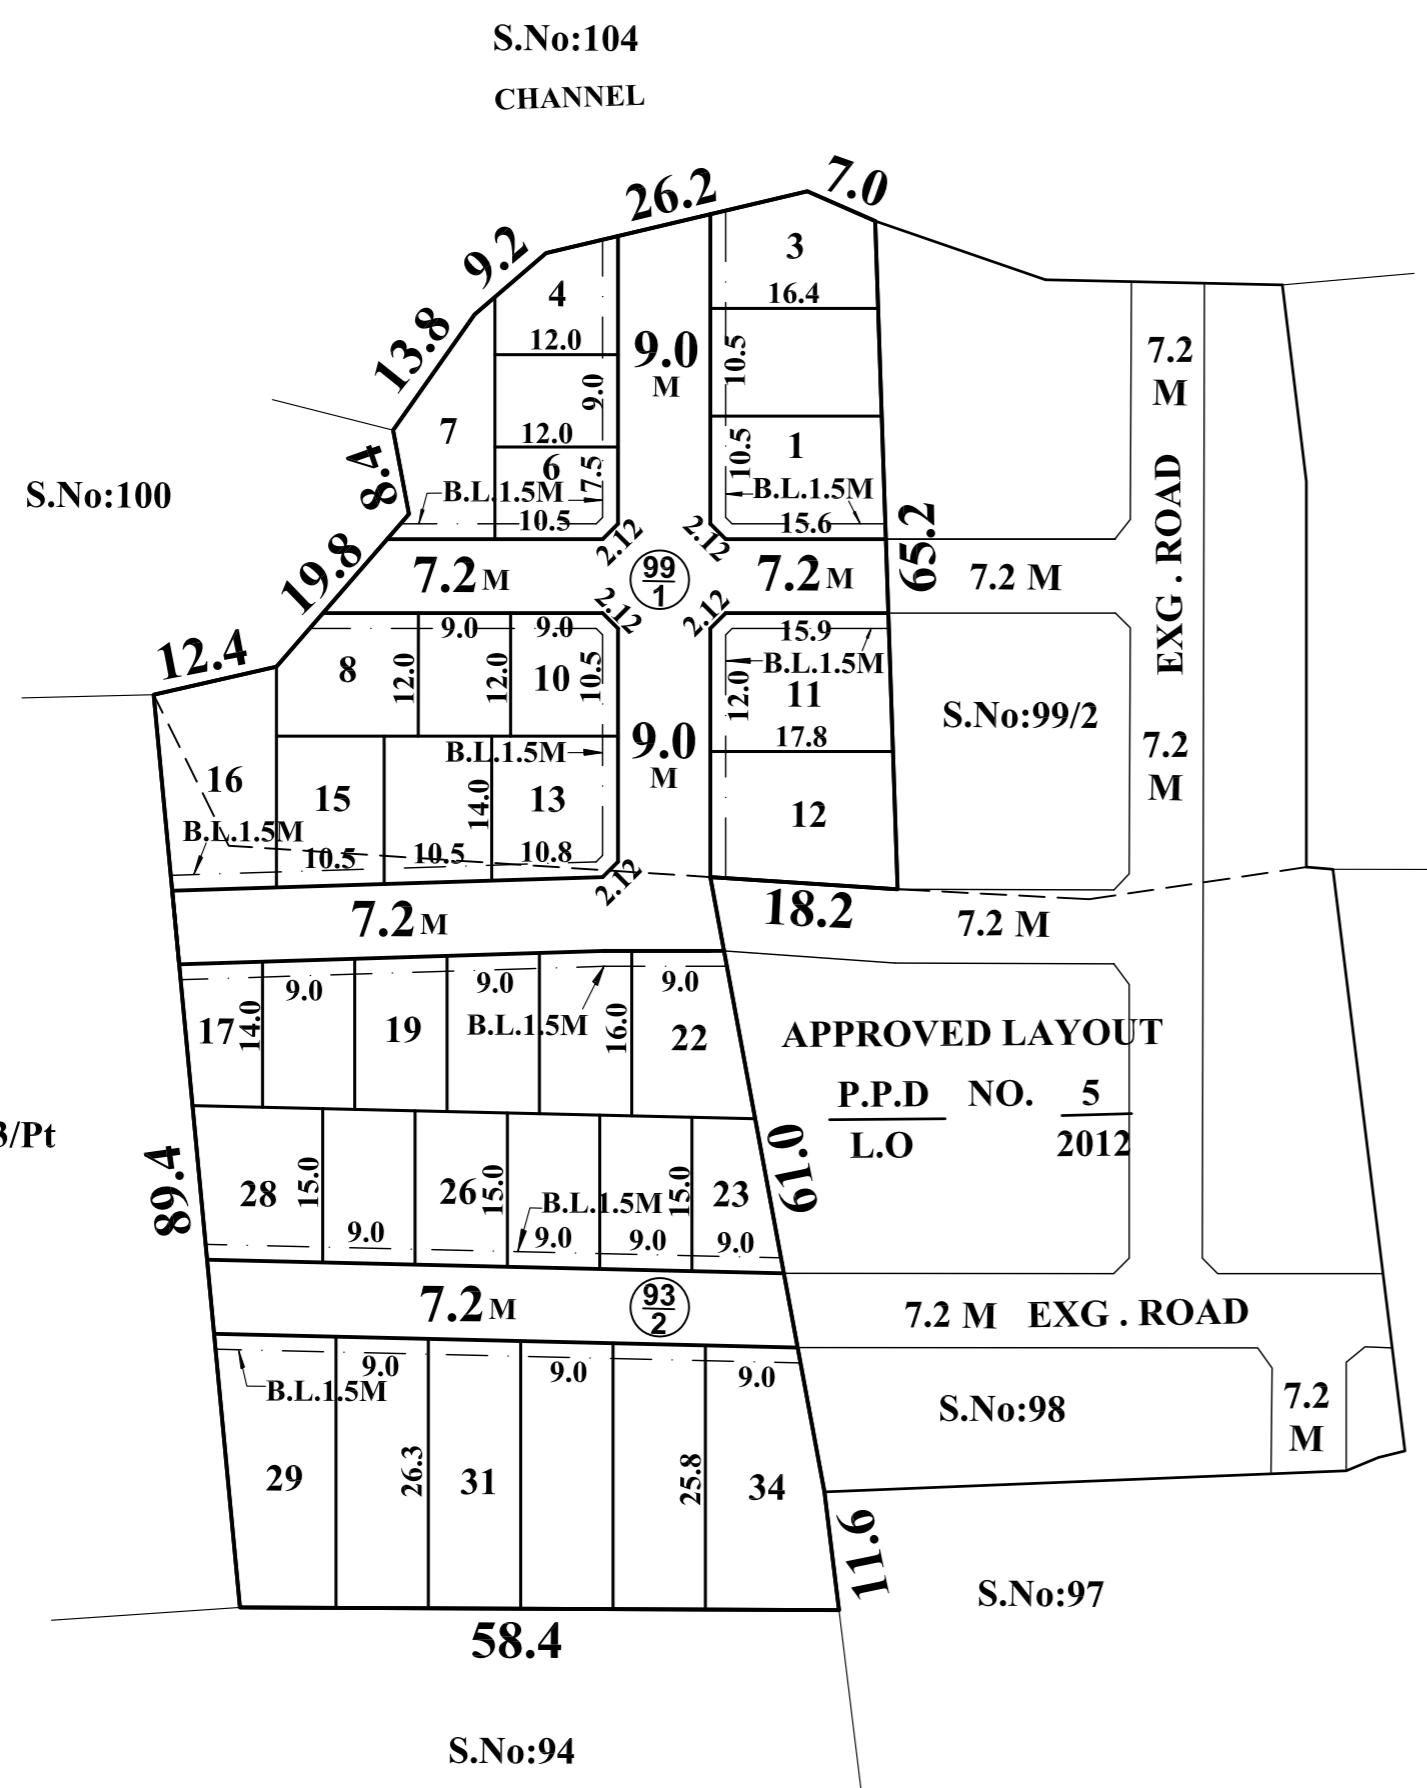 S.No:104
CHANNEL
26.2
7.0
9.2
3
4
16.4
12.0
13.8
9.0
M
10.5
7.2
M
9.0
7
12.0
10.5
1
6
7.5
8.4
B.L.1.5M
B.L.1.5M
S.No:100
10.5
15.6
2.12
2.12
65.2
EXG . ROAD
19.8
7.2 M
99
1
7.2 M
7.2 M
2.12
2.12
9.0
9.0
15.9
12.4
8
12.0
12.0
10
10.5
B.L.1.5M
12.0
11
S.No:99/2
17.8
B.L.1.5M
9.0
M
7.2
M
16
15
14.0
13
12
B.L.1.5M
10.5
10.5
10.8
2.12
7.2 M
18.2
7.2 M
9.0
9.0
9.0
17
14.0
19
B.L.1.5M
16.0
22
APPROVED LAYOUT
P.P.D NO. 5
L.O 2012
3/Pt
89.4
61.0
28
15.0
26
15.0
B.L.1.5M
15.0
23
9.0
9.0
9.0
9.0
7.2 M
93
2
7.2 M EXG . ROAD
9.0
9.0
9.0
B.L.1.5M
S.No:98
7.2
M
29
26.3
31
25.8
34
11.6
S.No:97
58.4
S.No:94